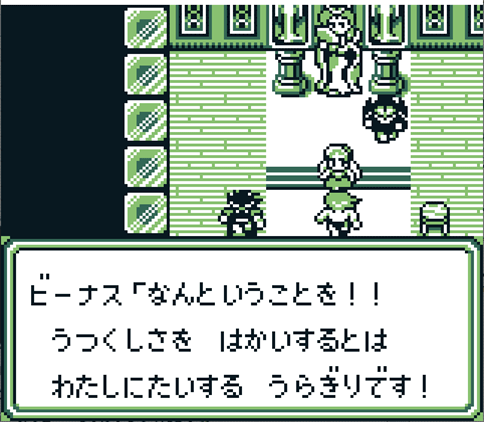 ビーナス「なんということを！！
うつくしさを　はかいするとは
わたしにたいする　うらぎりです！